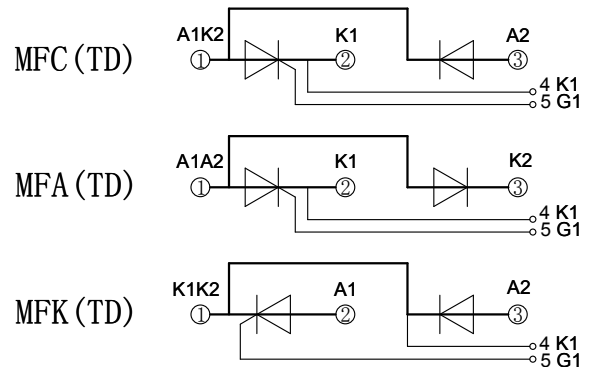 A1K2 K1 A2
MFC(TD) ① ② ③
4 K1
5 G1
A1A2 K1 K2
MFA(TD) ① ② ③
4 K1
5 G1
K1K2 A1 A2
MFK(TD) ① ② ③
4 K1
5 G1